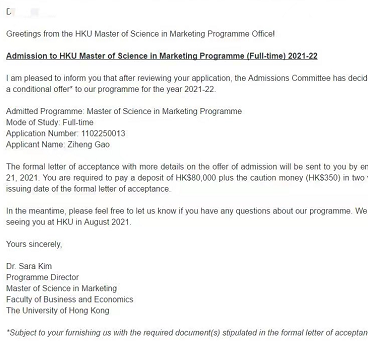 D
Greetings from the HKU Master of Science in Marketing Programme Office!
Admission to HKU Master of Science in Marketing Programme (Full-time) 2021-22
I am pleased to inform you that after reviewing your application, the Admissions Committee has decid
a conditional offer* to our programme for the year 2021-22.
Admitted Programme: Master of Science in Marketing Programme
Mode of Study: Full-time
Application Number: 1102250013
Applicant Name: Ziheng Gao
The formal letter of acceptance with more details on the offer of admission will be sent to you by en
21, 2021. You are required to pay a deposit of HK$80,000 plus the caution money (HK$350) in two
issuing date of the formal letter of acceptance.
In the meantime, please feel free to let us know if you have any questions about our programme. We
seeing you at HKU in August 2021.
Yours sincerely,
Dr. Sara Kim
Programme Director
Master of Science in Marketing
Faculty of Business and Economics
The University of Hong Kong
*Subject to your furnishing us with the required document(s) stipulated in the formal letter of acceptan